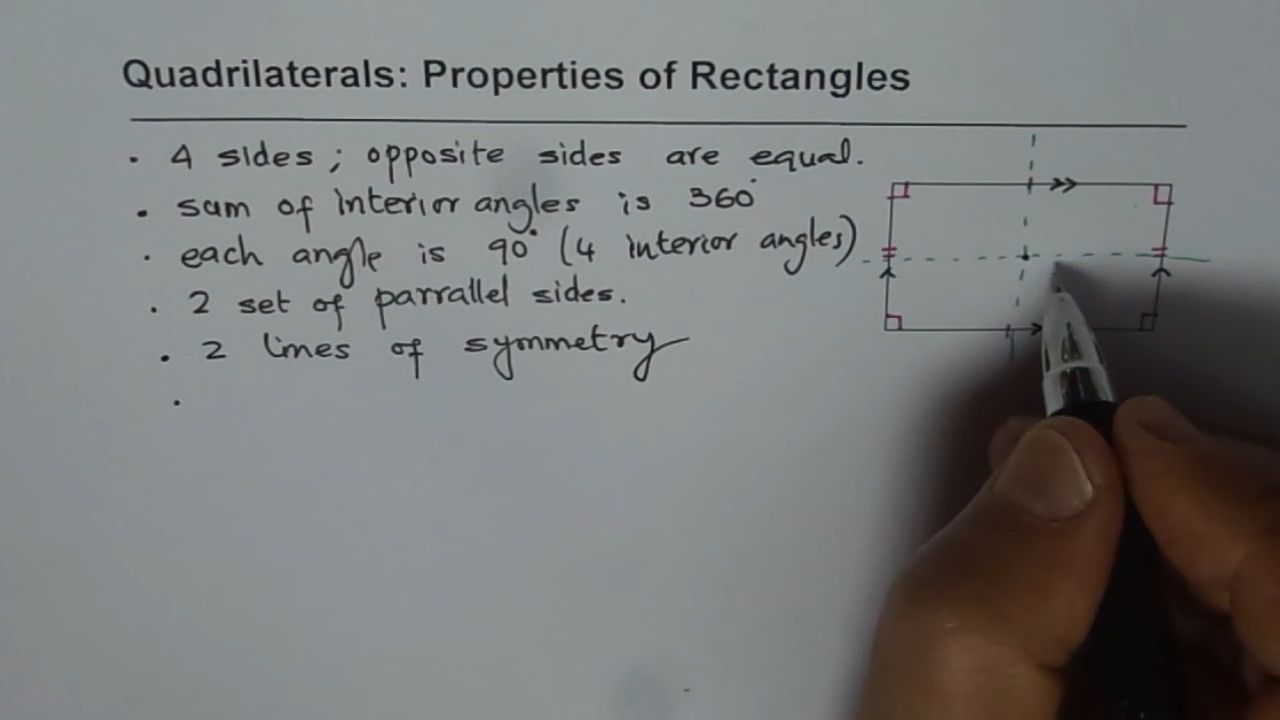 Quadrilaterals: Properties of Rectangles
. 4 sides ; opposite sides are equal.
. sum of interior angles is 360°
. each angle is 90° (4 interior angles)
. 2 set of parrallel sides.
. 2 lines of symmetry
.